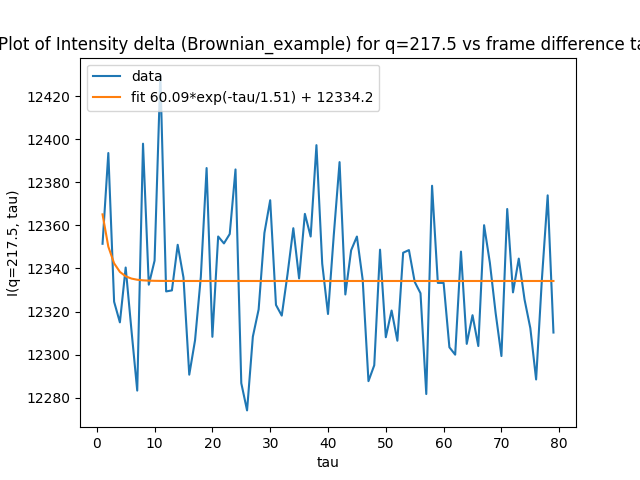 Plot of Intensity delta (Brownian_example) for q=217.5 vs frame difference ta
data
fit 60.09*exp(-tau/1.51) + 12334.2
I(q=217.5, tau)
12420
12400
12380
12360
12340
12320
12300
12280
0 10 20 30 40 50 60 70 80
tau